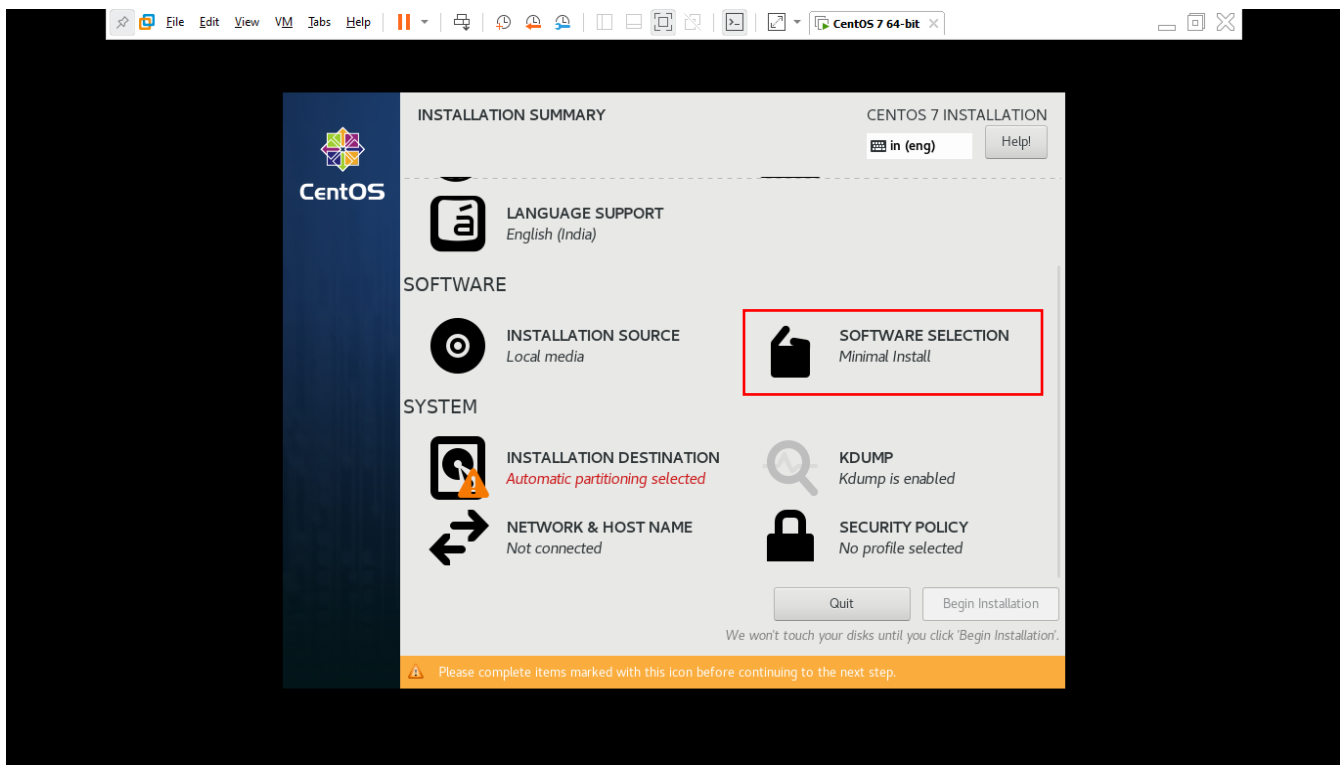 File Edit View VM Tabs Help CentOS 7 64-bit
INSTALLATION SUMMARY
CENTOS 7 INSTALLATION
in (eng)
Help!
CentOS
á
LANGUAGE SUPPORT
English (India)
SOFTWARE
INSTALLATION SOURCE
Local media
SOFTWARE SELECTION
Minimal Install
SYSTEM
INSTALLATION DESTINATION
Automatic partitioning selected
KDUMP
Kdump is enabled
NETWORK & HOST NAME
Not connected
SECURITY POLICY
No profile selected
Quit
Begin Installation
We won't touch your disks until you click 'Begin Installation'.
Please complete items marked with this icon before continuing to the next step.